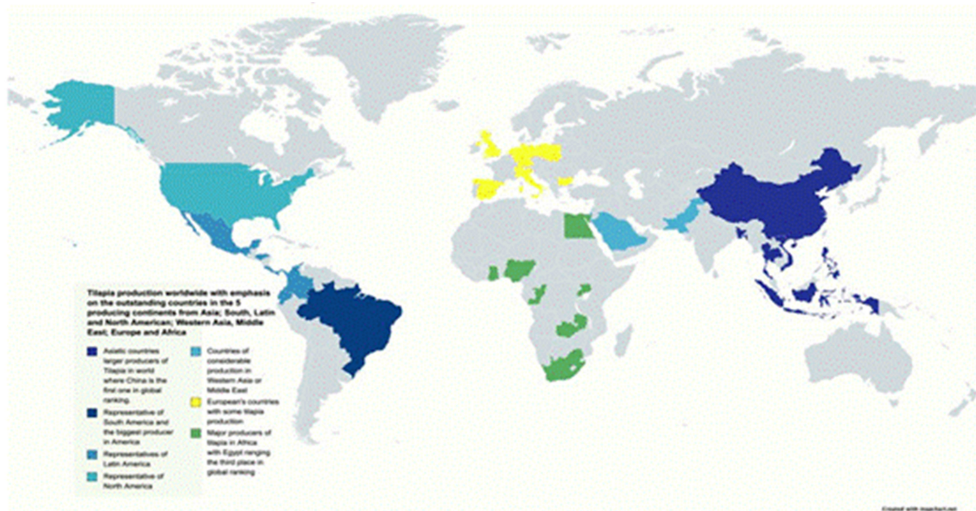 Tilapia production worldwide with emphasis
on the outstanding countries in the 5
producing continents from Asia; South, Latin
and North American; Western Asia, Middle
East; Europe and Africa
Asiatic countries
larger producers of
Tilapia in world
where China is the
first one in global
ranking.
Representative of
South America and
the biggest producer
in America
Representatives of
Latin America
Representative of
North America
Countries of
considerable
production in
Western Asia or
Middle East
European's countries
with some tilapia
production
Major producers of
tilapia in Africa
with Egypt ranging
the third place in
global ranking
Created with mapchart.net